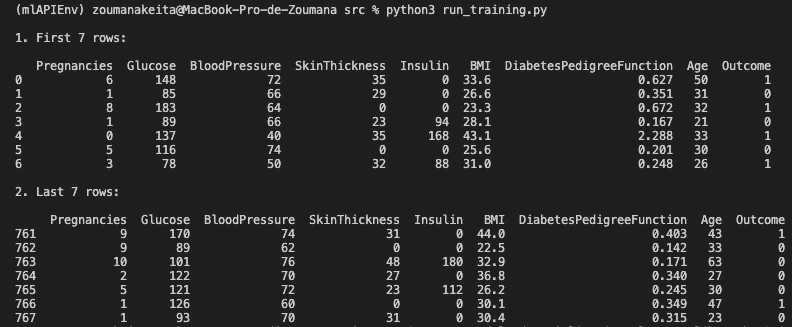 (mlAPIEnv) zoumanakeita@MacBook-Pro-de-Zoumana src % python3 run_training.py
1. First 7 rows:
Pregnancies Glucose BloodPressure SkinThickness Insulin BMI DiabetesPedigreeFunction Age Outcome
0 6 148 72 35 0 33.6 0.627 50 1
1 1 85 66 29 0 26.6 0.351 31 0
2 8 183 64 0 0 23.3 0.672 32 1
3 1 89 66 23 94 28.1 0.167 21 0
4 0 137 40 35 168 43.1 2.288 33 1
5 5 116 74 0 0 25.6 0.201 30 0
6 3 78 50 32 88 31.0 0.248 26 1
2. Last 7 rows:
Pregnancies Glucose BloodPressure SkinThickness Insulin BMI DiabetesPedigreeFunction Age Outcome
761 9 170 74 31 0 44.0 0.403 43 1
762 9 89 62 0 0 22.5 0.142 33 0
763 10 101 76 48 180 32.9 0.171 63 0
764 2 122 70 27 0 36.8 0.340 27 0
765 5 121 72 23 112 26.2 0.245 30 0
766 1 126 60 0 0 30.1 0.349 47 1
767 1 93 70 31 0 30.4 0.315 23 0